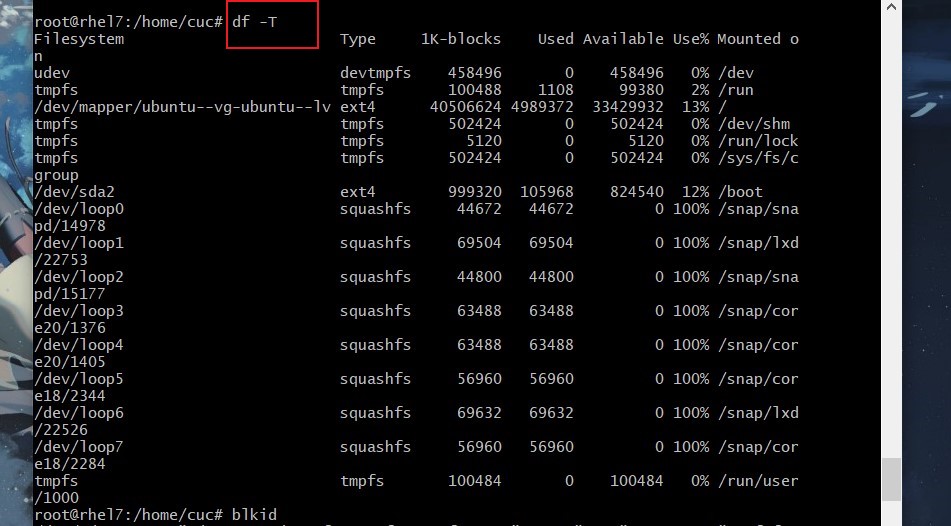 root@rhel7:/home/cuc# df -T
Filesystem Type 1K-blocks Used Available Use% Mounted o
n
udev devtmpfs 458496 0 458496 0% /dev
tmpfs tmpfs 100488 1108 99380 2% /run
/dev/mapper/ubuntu--vg-ubuntu--lv ext4 40506624 4989372 33429932 13% /
tmpfs tmpfs 502424 0 502424 0% /dev/shm
tmpfs tmpfs 5120 0 5120 0% /run/lock
tmpfs tmpfs 502424 0 502424 0% /sys/fs/c
group
/dev/sda2 ext4 999320 105968 824540 12% /boot
/dev/loop0 squashfs 44672 44672 0 100% /snap/sna
pd/14978
/dev/loop1 squashfs 69504 69504 0 100% /snap/lxd
/22753
/dev/loop2 squashfs 44800 44800 0 100% /snap/sna
pd/15177
/dev/loop3 squashfs 63488 63488 0 100% /snap/cor
e20/1376
/dev/loop4 squashfs 63488 63488 0 100% /snap/cor
e20/1405
/dev/loop5 squashfs 56960 56960 0 100% /snap/cor
e18/2344
/dev/loop6 squashfs 69632 69632 0 100% /snap/lxd
/22526
/dev/loop7 squashfs 56960 56960 0 100% /snap/cor
e18/2284
tmpfs tmpfs 100484 0 100484 0% /run/user
/1000
root@rhel7:/home/cuc# blkid